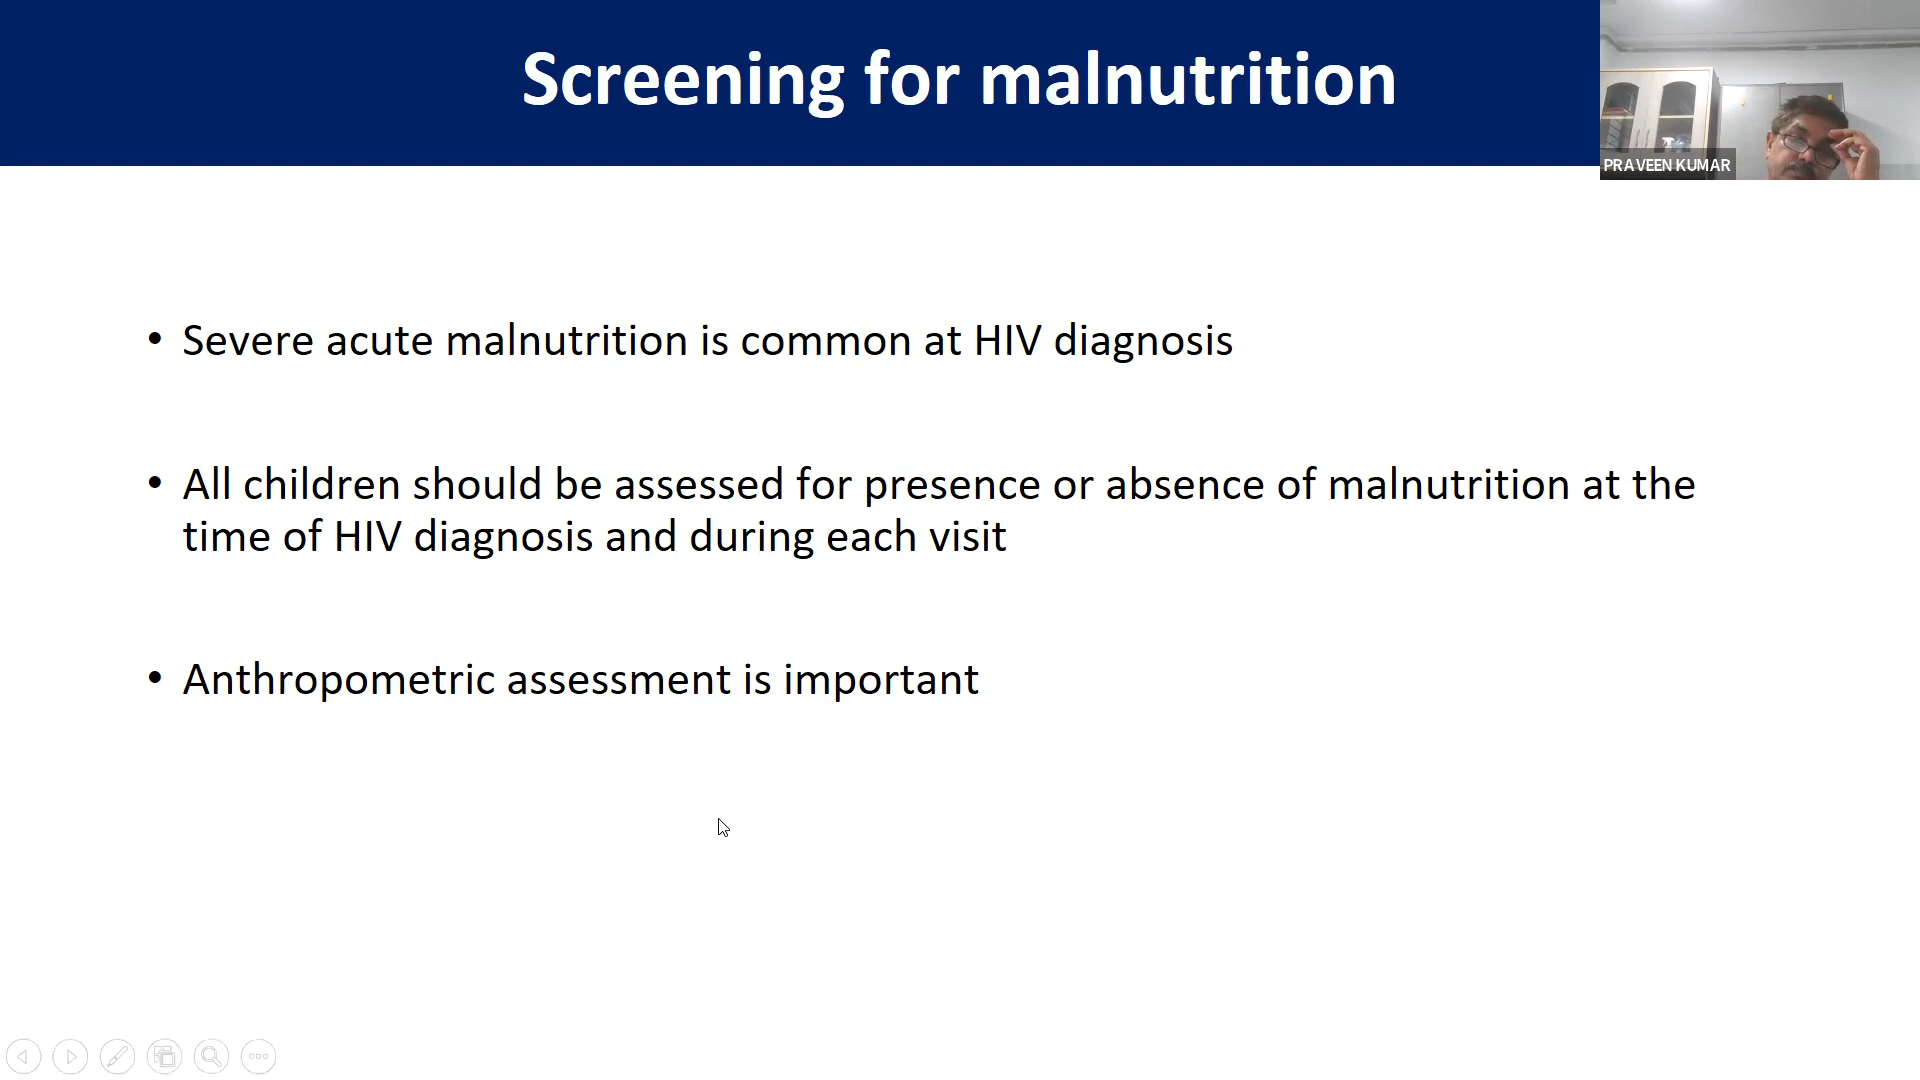 Screening for malnutrition
PRAVEEN KUMAR
• Severe acute malnutrition is common at HIV diagnosis
• All children should be assessed for presence or absence of malnutrition at the
time of HIV diagnosis and during each visit
• Anthropometric assessment is important